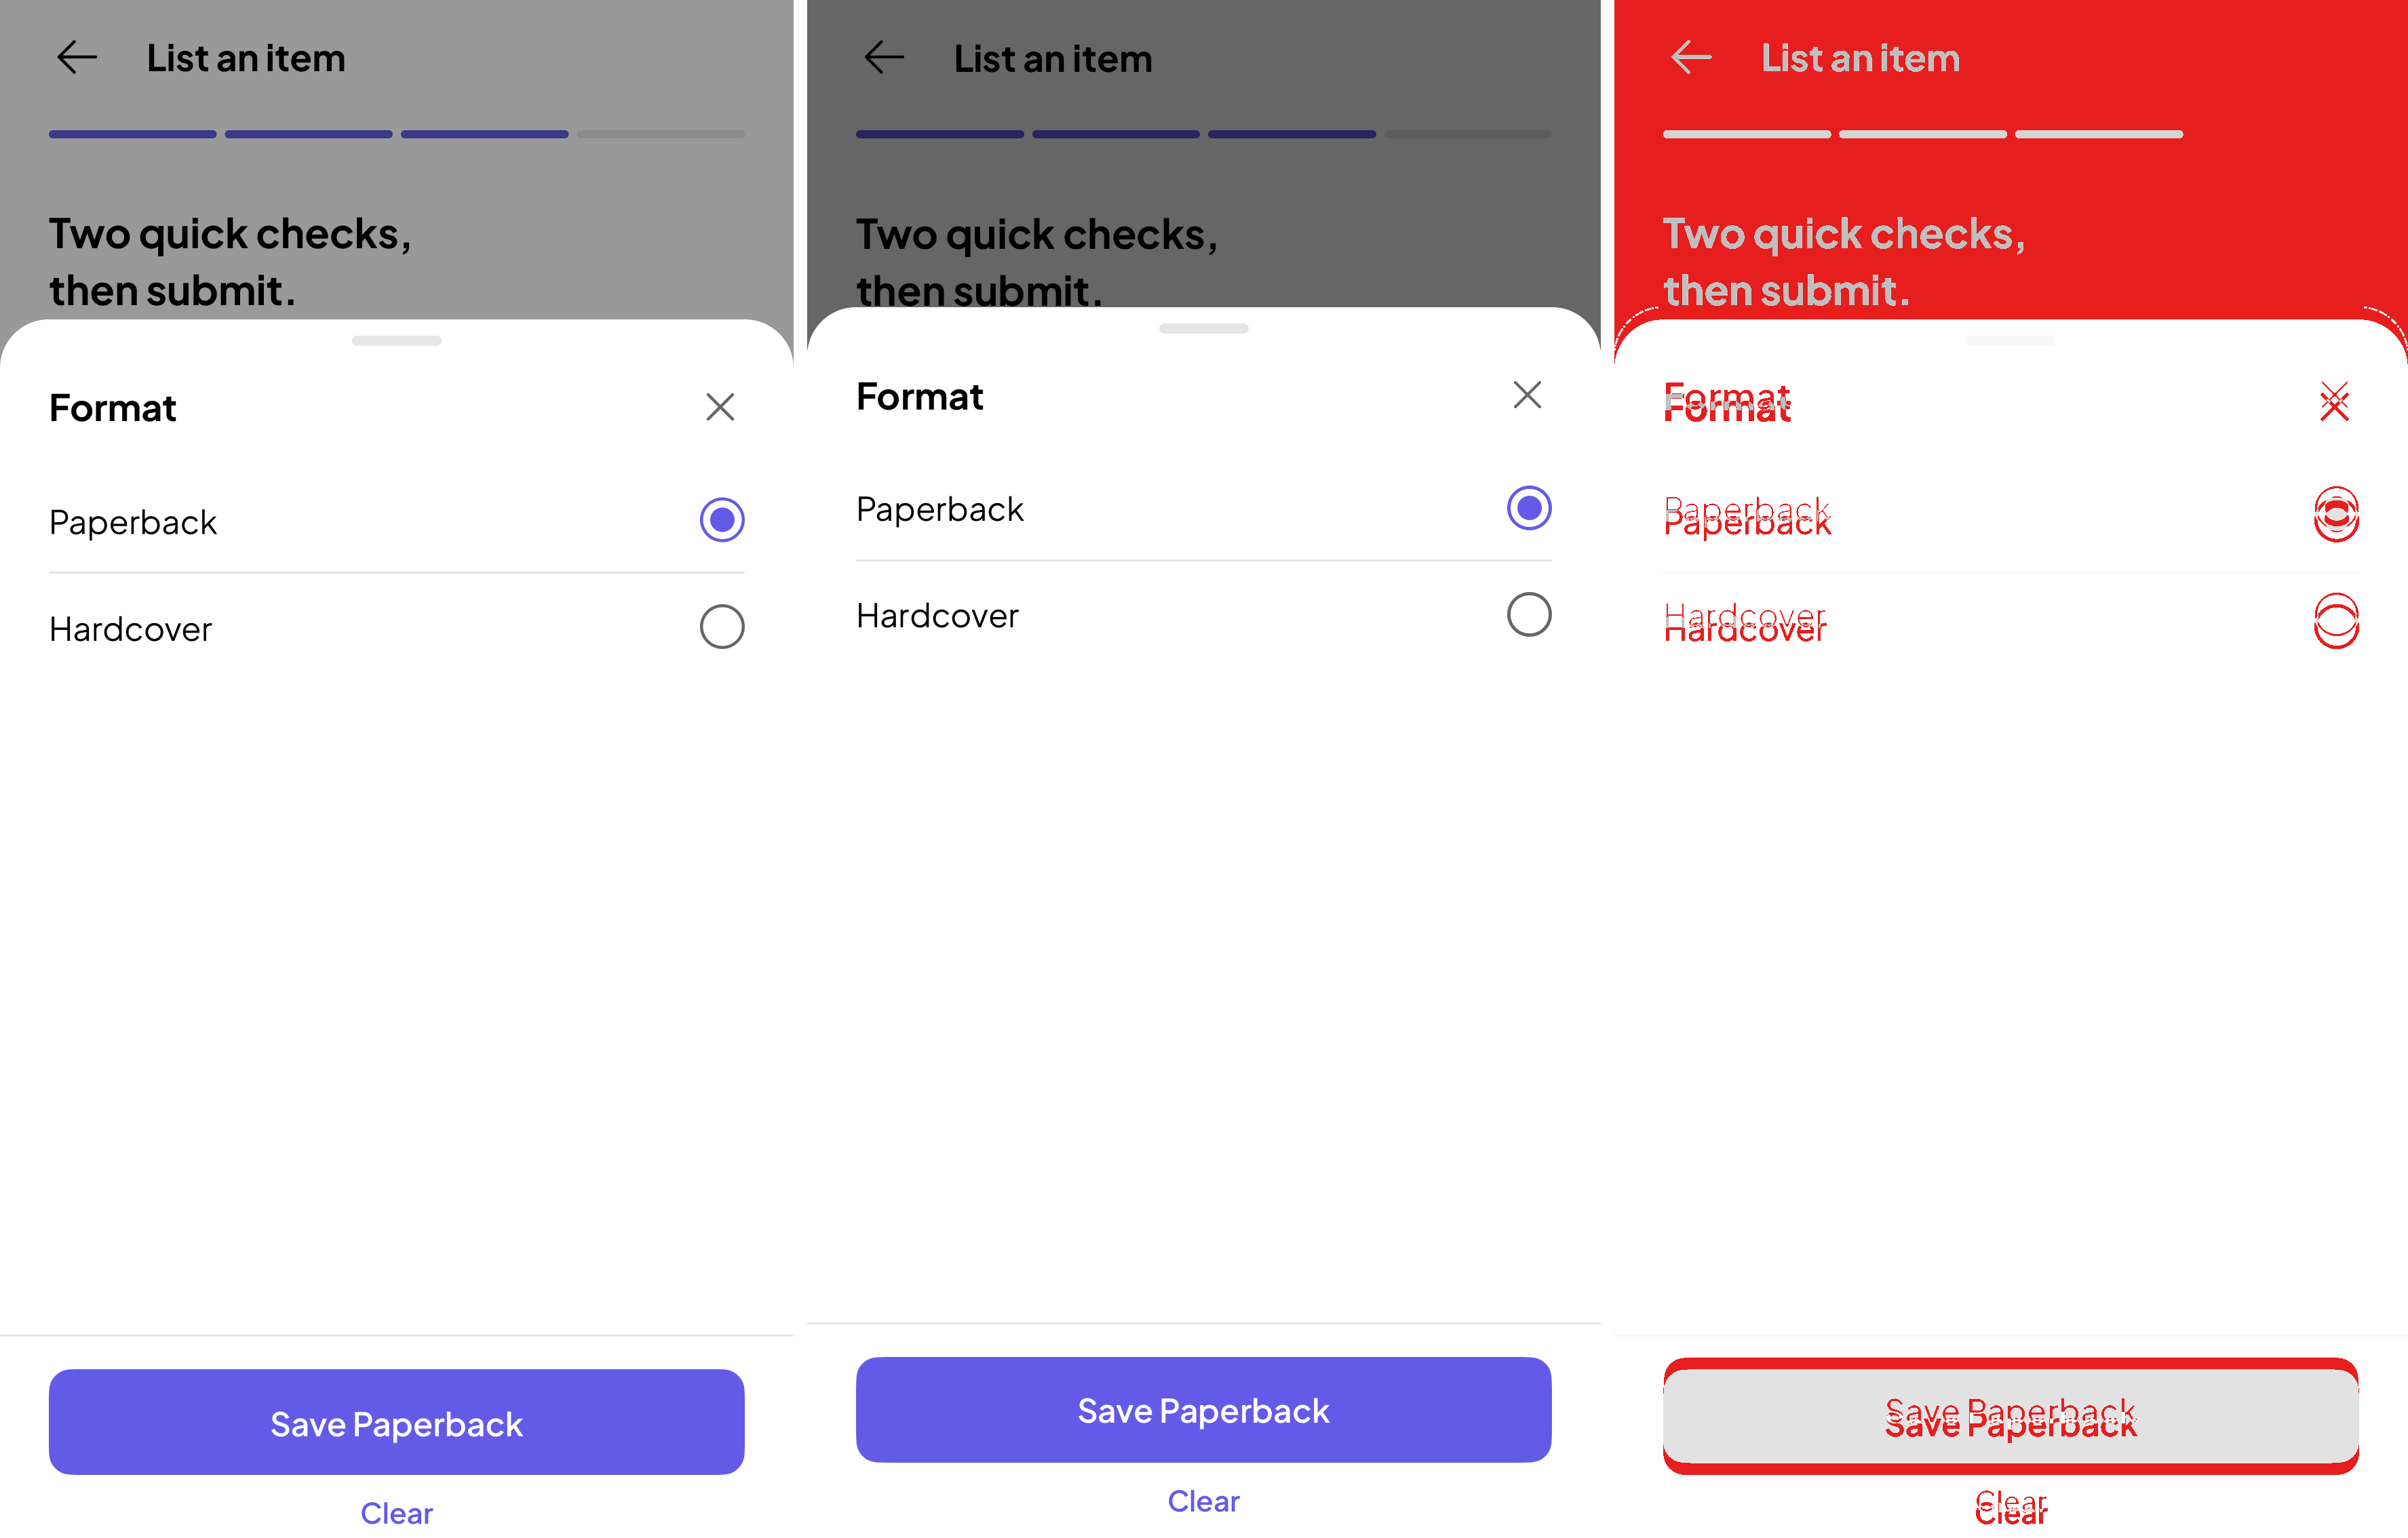 List an item
Two quick checks,
then submit.
Format
Paperback
Hardcover
Save Paperback
Clear
List an item
Two quick checks,
then submit.
Format
Paperback
Hardcover
Save Paperback
Clear
List an item
Two quick checks,
then submit.
Format
Paperback
Hardcover
Save Paperback
Clear